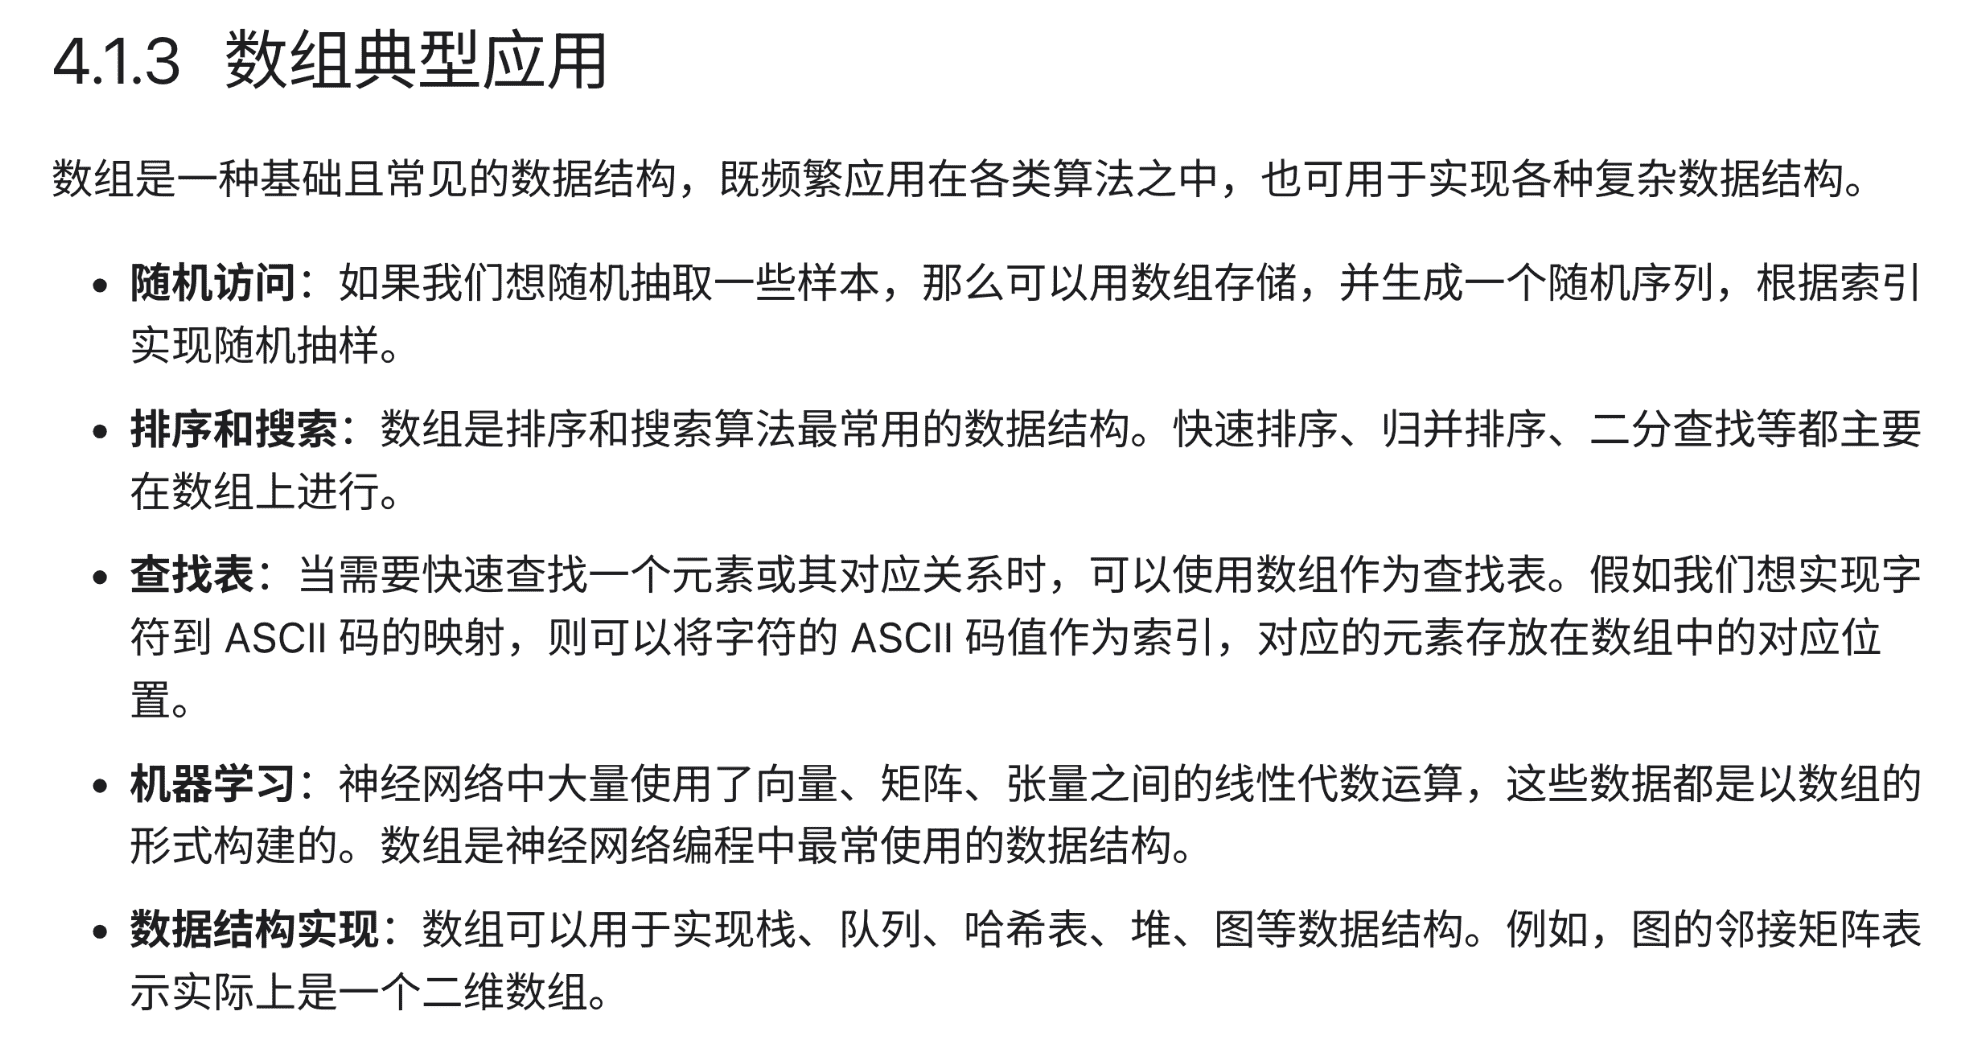 4.1.3 数组典型应用
数组是一种基础且常见的数据结构，既频繁应用在各类算法之中，也可用于实现各种复杂数据结构。
• 随机访问：如果我们想随机抽取一些样本，那么可以用数组存储，并生成一个随机序列，根据索引
实现随机抽样。
• 排序和搜索：数组是排序和搜索算法最常用的数据结构。快速排序、归并排序、二分查找等都主要
在数组上进行。
• 查找表：当需要快速查找一个元素或其对应关系时，可以使用数组作为查找表。假如我们想实现字
符到 ASCII 码的映射，则可以将字符的 ASCII 码值作为索引，对应的元素存放在数组中的对应位
置。
• 机器学习：神经网络中大量使用了向量、矩阵、张量之间的线性代数运算，这些数据都是以数组的
形式构建的。数组是神经网络编程中最常使用的数据结构。
• 数据结构实现：数组可以用于实现栈、队列、哈希表、堆、图等数据结构。例如，图的邻接矩阵表
示实际上是一个二维数组。